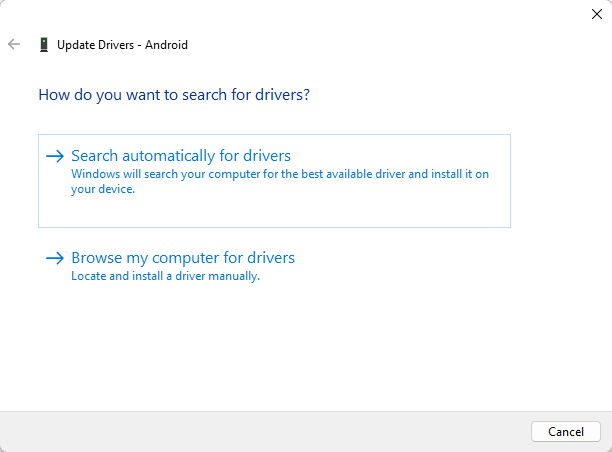 Update Drivers - Android
How do you want to search for drivers?
Search automatically for drivers
Windows will search your computer for the best available driver and install it on
your device.
Browse my computer for drivers
Locate and install a driver manually.
Cancel